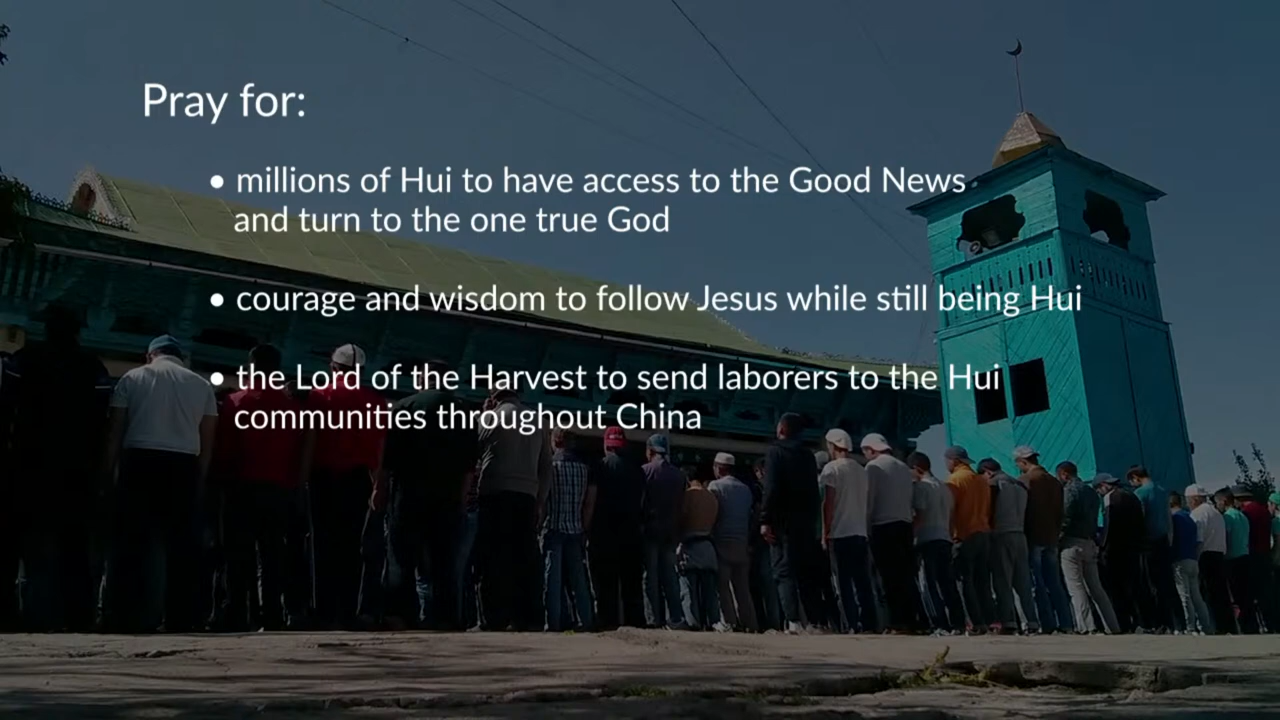 Pray for:
• millions of Hui to have access to the Good News
and turn to the one true God
• courage and wisdom to follow Jesus while still being Hui
• the Lord of the Harvest to send laborers to the Hui
communities throughout China